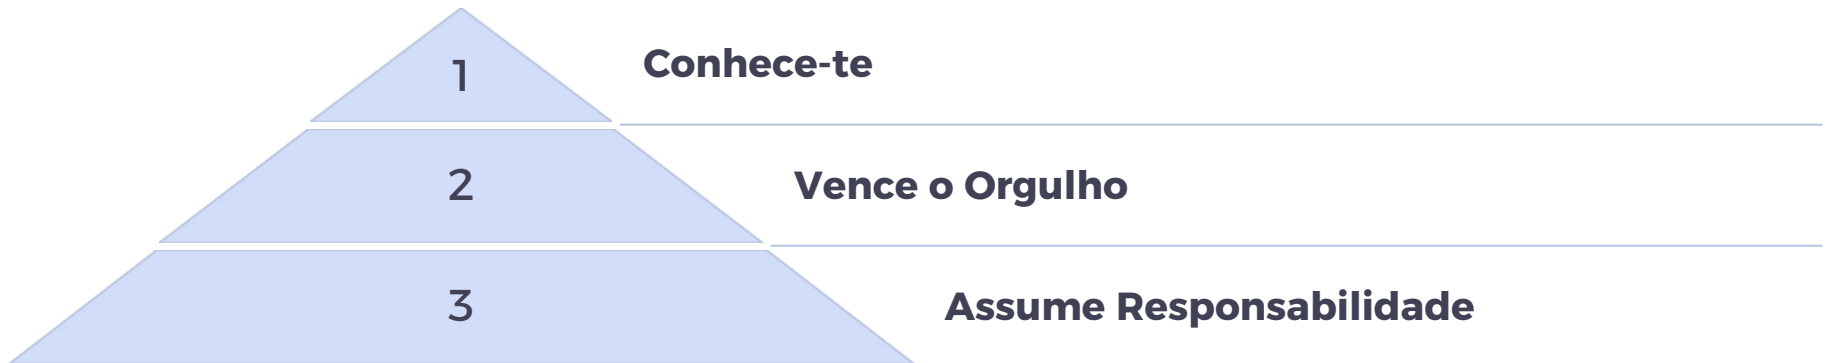 1
Conhece-te
2
Vence o Orgulho
3
Assume Responsabilidade